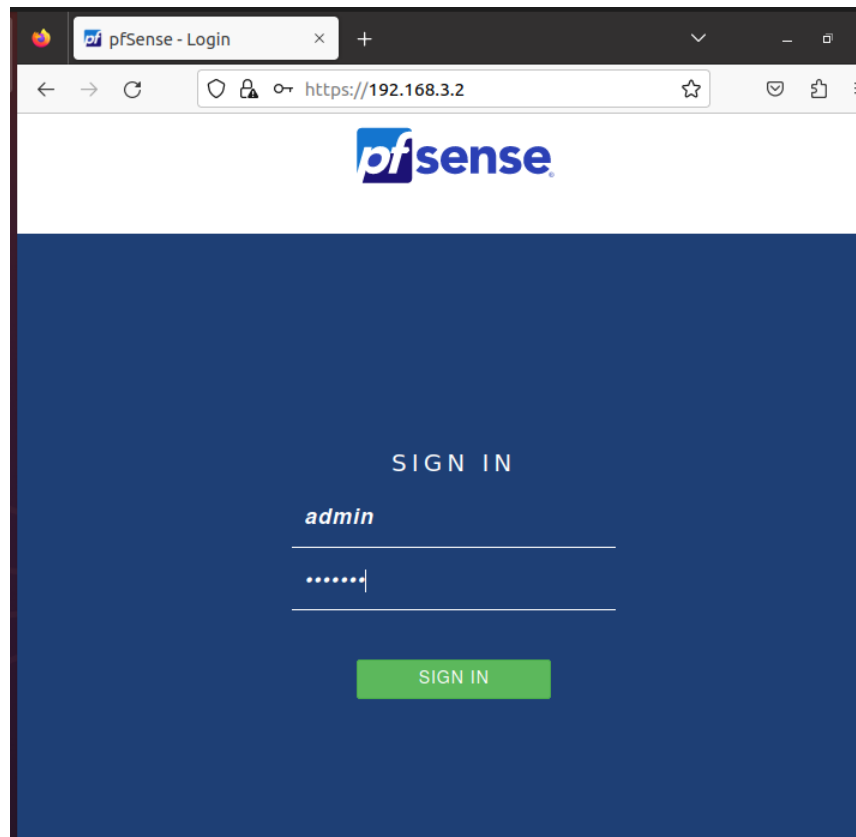 pfSense - Login
https://192.168.3.2
pfsense
SIGN IN
admin
•••••••
SIGN IN